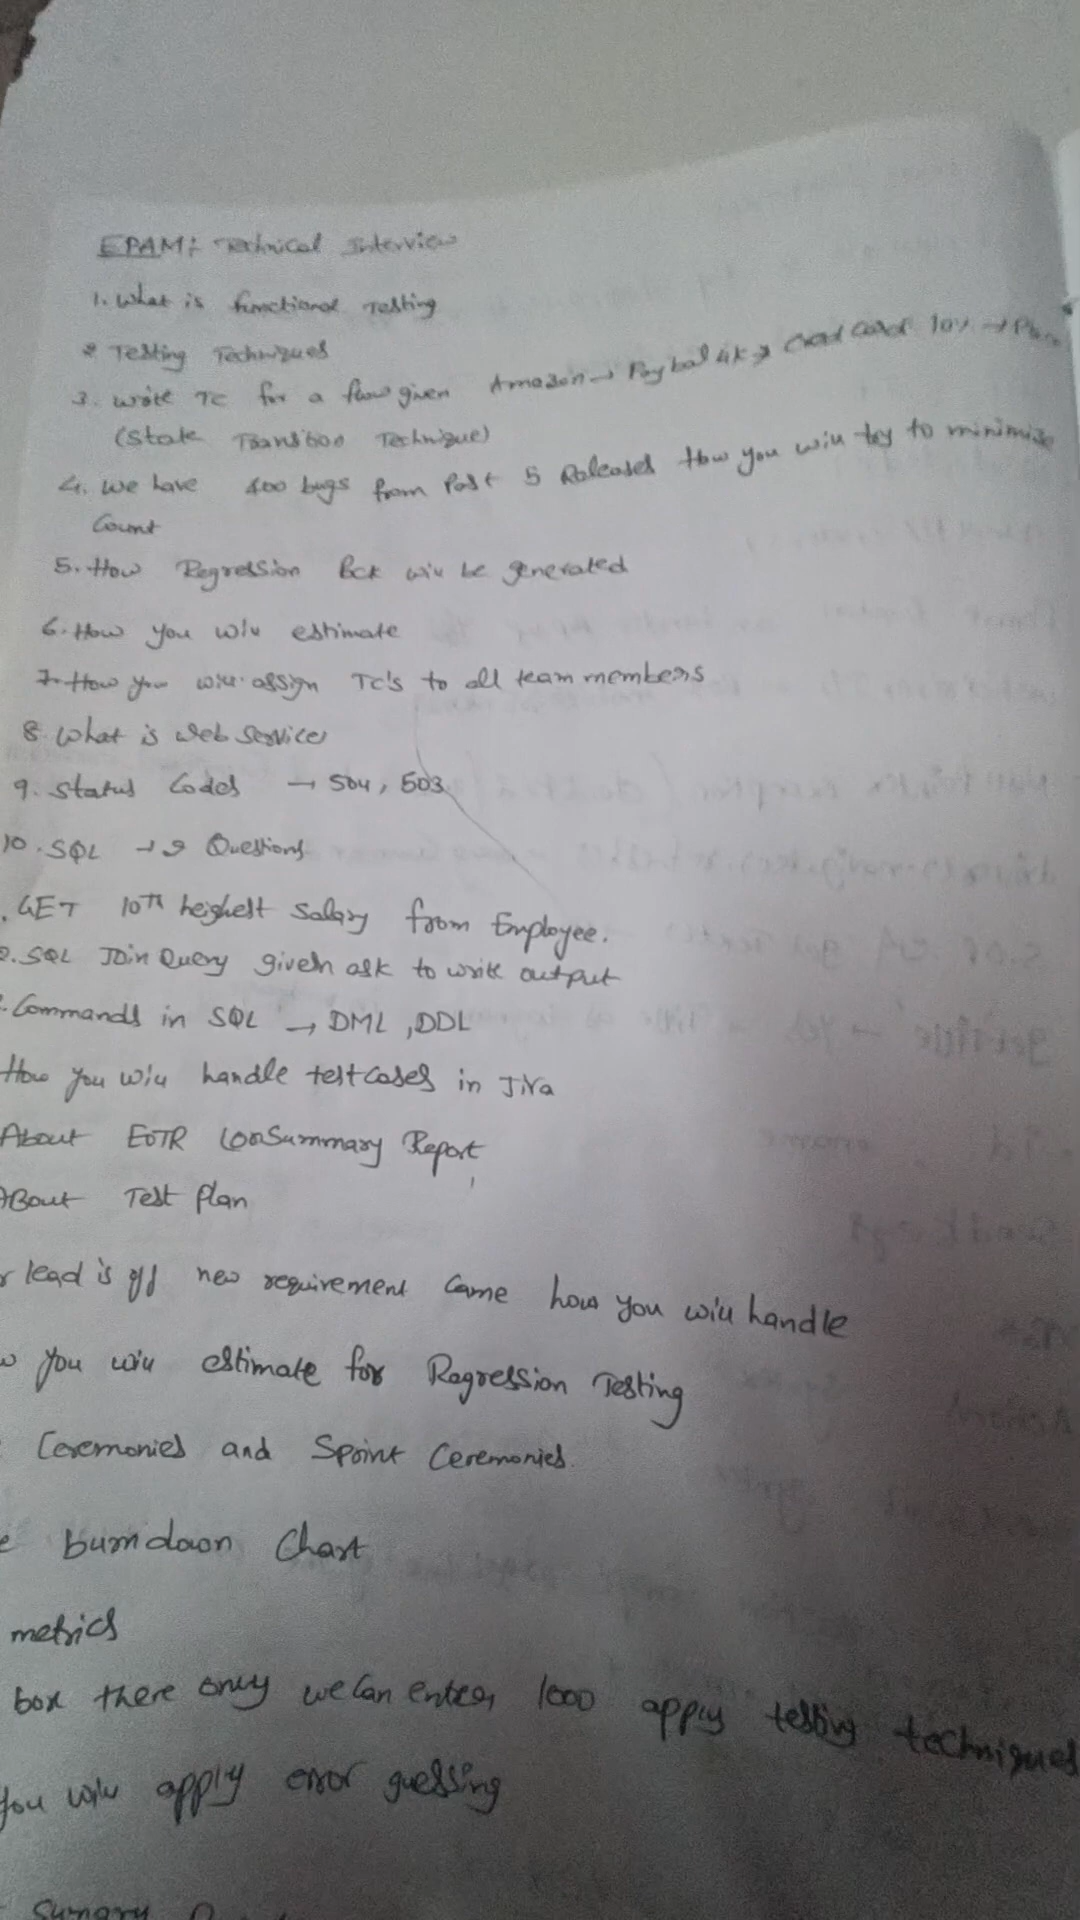 EPAM: Technical Interview
1. What is functional Testing
2 Testing Techniques
3. write TC for a flow given Amazon → Paybal 4k → Credit Card 10% →
(State Transition Technique)
4. We have 400 bugs from Past 5 Releases How you will try to minimize
Count
5. How Regression Pck will be generated
6. How you will estimate
7. How you will assign TC's to all team members
8. What is Web Services
9. Status Codes → 504, 503
10. SQL → 2 Questions
. GET 10th heighest salary from Employee.
2. SQL Join Query given ask to write output
. Commands in SQL → DML, DDL
How you will handle testcases in Jira
About EOTR (or) Summary Report
About Test Plan
r lead is off new requirement Came how you will handle
w you will estimate for Regression Testing
Ceremonies and Sprint Ceremonies.
e burndown Chart
metrics
box there only we Can enter 1000 apply testing techniques
you will apply error guessing